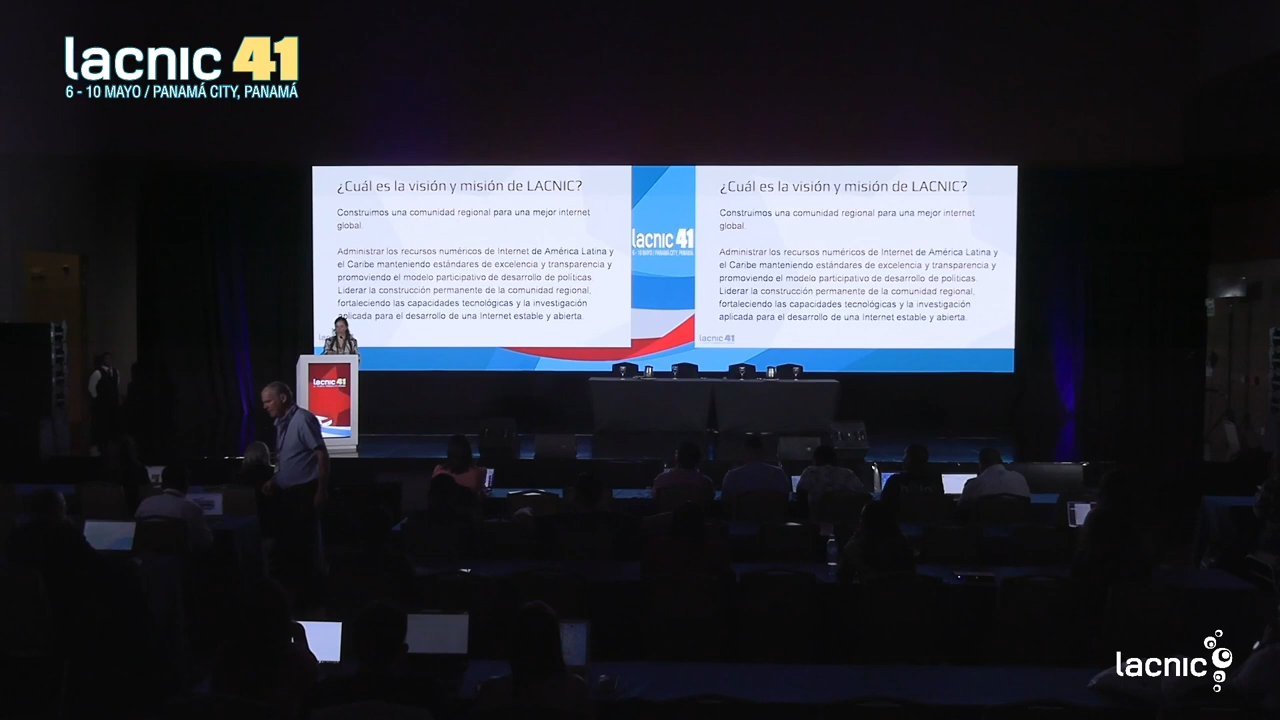 lacnic 41
6 - 10 MAYO / PANAMÁ CITY, PANAMÁ
¿Cuál es la visión y misión de LACNIC?
Construimos una comunidad regional para una mejor internet
global.
Administrar los recursos numéricos de Internet de América Latina y
el Caribe manteniendo estándares de excelencia y transparencia y
promoviendo el modelo participativo de desarrollo de políticas.
Liderar la construcción permanente de la comunidad regional,
fortaleciendo las capacidades tecnológicas y la investigación
aplicada para el desarrollo de una Internet estable y abierta.
lacnic 41
6 - 10 MAYO / PANAMÁ CITY, PANAMÁ
¿Cuál es la visión y misión de LACNIC?
Construimos una comunidad regional para una mejor internet
global.
Administrar los recursos numéricos de Internet de América Latina y
el Caribe manteniendo estándares de excelencia y transparencia y
promoviendo el modelo participativo de desarrollo de políticas.
Liderar la construcción permanente de la comunidad regional,
fortaleciendo las capacidades tecnológicas y la investigación
aplicada para el desarrollo de una Internet estable y abierta.
lacnic 41
lacnic 41
lacnic